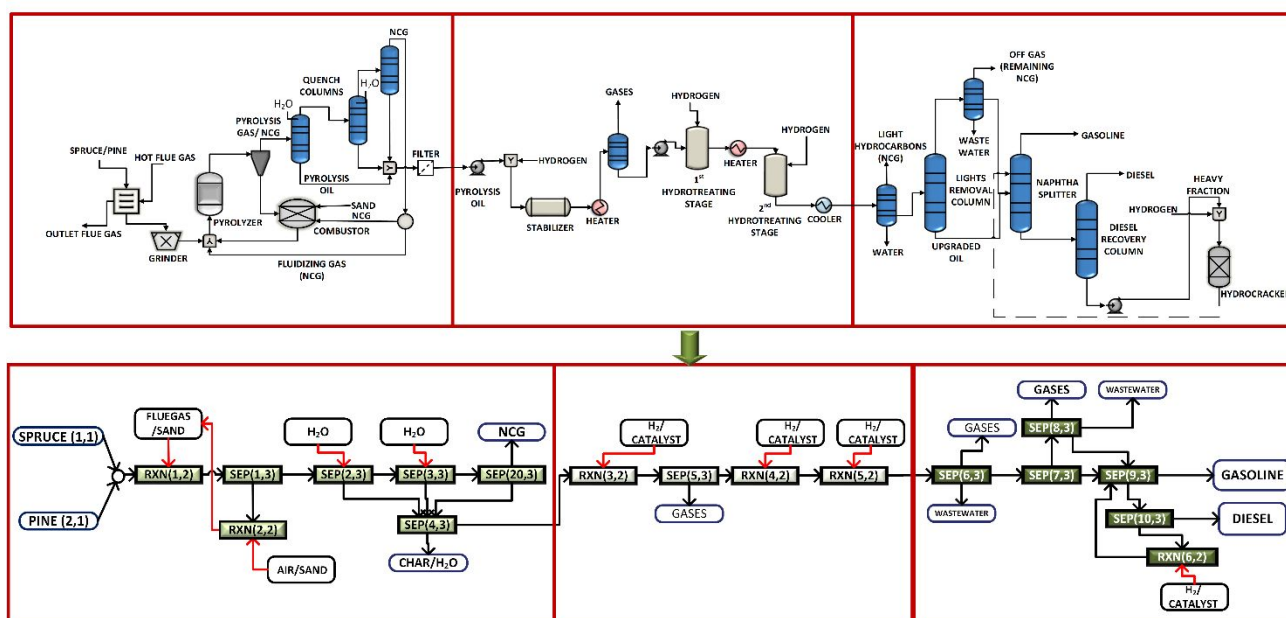 NCG
QUENCH
COLUMNS
H₂O
H₂O
PYROLYSIS
GAS/ NCG
SPRUCE/PINE
HOT FLUE GAS
FILTER
PYROLYSIS
OIL
SAND
NCG
COMBUSTOR
PYROLYZER
OUTLET FLUE GAS
GRINDER
FLUIDIZING GAS
(NCG)
GASES
HYDROGEN
HYDROGEN
HYDROGEN
Y
HEATER
PYROLYSIS
OIL
1st
HYDROTREATING
STAGE
STABILIZER
HEATER
2nd
HYDROTREATING
STAGE
COOLER
OFF GAS
(REMAINING
NCG)
LIGHT
HYDROCARBONS
(NCG)
WASTE
WATER
GASOLINE
LIGHTS
REMOVAL
COLUMN
NAPHTHA
SPLITTER
DIESEL
HEAVY
FRACTION
HYDROGEN
Y
WATER
UPGRADED
OIL
DIESEL
RECOVERY
COLUMN
HYDROCRACKER
SPRUCE (1,1)
PINE (2,1)
FLUEGAS
/SAND
H₂O
H₂O
NCG
RXN(1,2)
SEP(1,3)
SEP(2,3)
SEP(3,3)
SEP(20,3)
RXN(2,2)
SEP(4,3)
AIR/SAND
CHAR/H₂O
H₂/
CATALYST
H₂/
CATALYST
H₂/
CATALYST
RXN(3,2)
SEP(5,3)
RXN(4,2)
RXN(5,2)
GASES
GASES
WASTEWATER
GASES
SEP(8,3)
SEP(6,3)
SEP(7,3)
SEP(9,3)
GASOLINE
WASTEWATER
SEP(10,3)
DIESEL
RXN(6,2)
H₂/
CATALYST